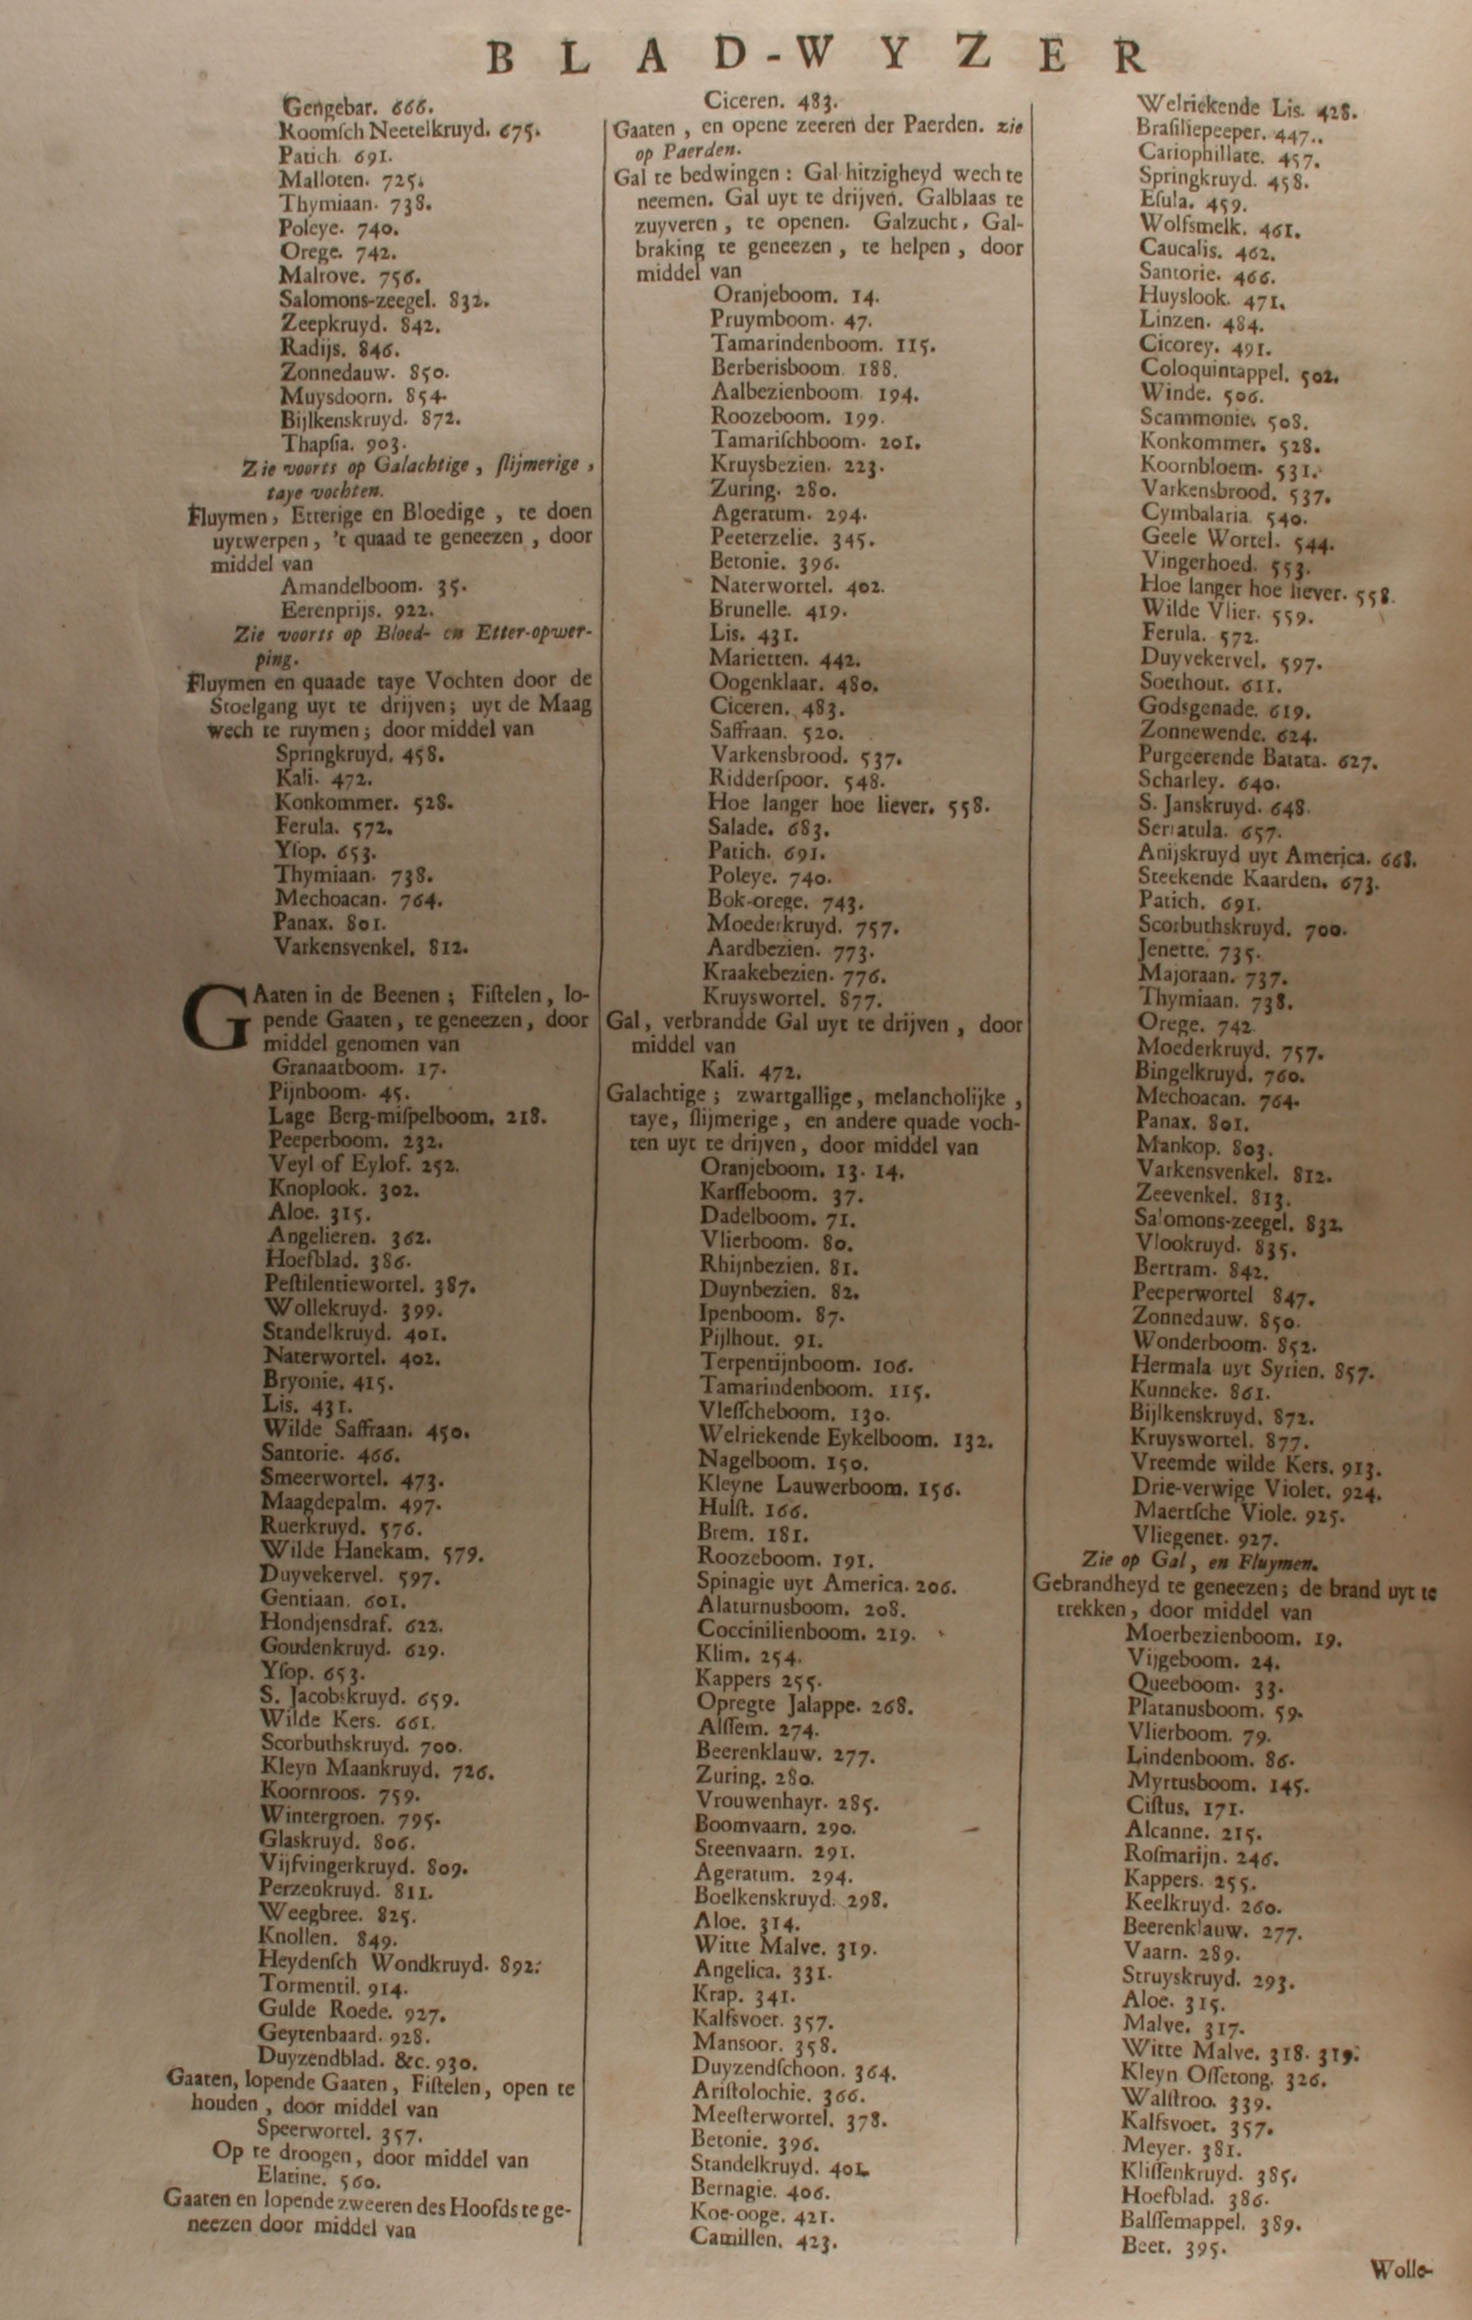 BLAD-WYZER
Gengebar. 666.
Roomſch Neetelkruyd. 675.
Patich. 691.
Malloten. 725.
Thymiaan. 738.
Poleye. 740.
Orege. 742.
Malrove. 756.
Salomons-zeegel. 832.
Zeepkruyd. 842.
Radijs. 846.
Zonnedauw. 850.
Muysdoorn. 854.
Bijlkenskruyd. 872.
Thapſia. 903.
Zie voorts op Galachtige, ſlijmerige,
taye vochten.
Fluymen, Etterige en Bloedige, te doen
uytwerpen, 't quaad te geneezen, door
middel van
Amandelboom. 35.
Eerenprijs. 922.
Zie voorts op Bloed- en Etter-opwer-
ping.
Fluymen en quaade taye Vochten door de
Stoelgang uyt te drijven; uyt de Maag
wech te ruymen; door middel van
Springkruyd. 458.
Kali. 472.
Konkommer. 528.
Ferula. 572.
Yſop. 653.
Thymiaan. 738.
Mechoacan. 764.
Panax. 801.
Varkensvenkel. 812.
GAaten in de Beenen; Fiſtelen, lo-
pende Gaaten, te geneezen, door
middel genomen van
Granaatboom. 17.
Pijnboom. 45.
Lage Berg-miſpelboom. 218.
Peeperboom. 232.
Veyl of Eylof. 252.
Knoplook. 302.
Aloe. 315.
Angelieren. 362.
Hoefblad. 386.
Peſtilentiewortel. 387.
Wollekruyd. 399.
Standelkruyd. 401.
Naterwortel. 402.
Bryonie. 415.
Lis. 431.
Wilde Saffraan. 450.
Santorie. 466.
Smeerwortel. 473.
Maagdepalm. 497.
Ruerkruyd. 576.
Wilde Hanekam. 579.
Duyvekervel. 597.
Gentiaan. 601.
Hondjensdraf. 622.
Goudenkruyd. 629.
Yſop. 653.
S. Jacobskruyd. 659.
Wilde Kers. 661.
Scorbuthskruyd. 700.
Kleyn Maankruyd. 726.
Koornroos. 759.
Wintergroen. 795.
Glaskruyd. 806.
Vijfvingerkruyd. 809.
Perzenkruyd. 811.
Weegbree. 825.
Knollen. 849.
Heydenſch Wondkruyd. 892.
Tormentil. 914.
Gulde Roede. 927.
Geytenbaard. 928.
Duyzendblad. &c. 930.
Gaaten, lopende Gaaten, Fiſtelen, open te
houden, door middel van
Speerwortel. 357.
Op te droogen, door middel van
Elatine. 560.
Gaaten en lopende zweeren des Hoofds te ge-
neezen door middel van
Ciceren. 483.
Gaaten, en opene zeeren der Paerden. zie
op Paerden.
Gal te bedwingen: Gal hitzigheyd wech te
neemen. Gal uyt te drijven. Galblaas te
zuyveren, te openen. Galzucht, Gal-
braking te geneezen, te helpen, door
middel van
Oranjeboom. 14.
Pruymboom. 47.
Tamarindenboom. 115.
Berberisboom. 188.
Aalbezienboom. 194.
Roozeboom. 199.
Tamariſchboom. 201.
Kruysbezien. 223.
Zuring. 280.
Ageratum. 294.
Peeterzelie. 345.
Betonie. 396.
Naterwortel. 402.
Brunelle. 419.
Lis. 431.
Marietten. 442.
Oogenklaar. 480.
Ciceren. 483.
Saffraan. 520.
Varkensbrood. 537.
Ridderſpoor. 548.
Hoe langer hoe liever. 558.
Salade. 683.
Patich. 691.
Poleye. 740.
Bok-orege. 743.
Moederkruyd. 757.
Aardbezien. 773.
Kraakebezien. 776.
Kruyswortel. 877.
Gal, verbrandde Gal uyt te drijven, door
middel van
Kali. 472.
Galachtige; zwartgallige, melancholijke,
taye, ſlijmerige, en andere quade voch-
ten uyt te drijven, door middel van
Oranjeboom. 13. 14.
Karſſeboom. 37.
Dadelboom. 71.
Vlierboom. 80.
Rhijnbezien. 81.
Duynbezien. 82.
Ipenboom. 87.
Pijlhout. 91.
Terpentijnboom. 106.
Tamarindenboom. 115.
Vleſſcheboom. 130.
Welriekende Eykelboom. 132.
Nagelboom. 150.
Kleyne Lauwerboom. 156.
Hulſt. 166.
Brem. 181.
Roozeboom. 191.
Spinagie uyt America. 206.
Alaturnusboom. 208.
Coccinilienboom. 219.
Klim. 254.
Kappers 255.
Opregte Jalappe. 268.
Alſſem. 274.
Beerenklauw. 277.
Zuring. 280.
Vrouwenhayr. 285.
Boomvaarn. 290.
Steenvaarn. 291.
Ageratum. 294.
Boelkenskruyd. 298.
Aloe. 314.
Witte Malve. 319.
Angelica. 331.
Krap. 341.
Kalfsvoet. 357.
Mansoor. 358.
Duyzendſchoon. 364.
Ariſtolochie. 366.
Meeſterwortel. 378.
Betonie. 396.
Standelkruyd. 401.
Bernagie. 406.
Koe-ooge. 421.
Camillen. 423.
Welriekende Lis. 428.
Braſiliepeeper. 447.
Cariophillate. 457.
Springkruyd. 458.
Eſula. 459.
Wolfsmelk. 461.
Caucalis. 462.
Santorie. 466.
Huyslook. 471.
Linzen. 484.
Cicorey. 491.
Coloquintappel. 502.
Winde. 506.
Scammonie. 508.
Konkommer. 528.
Koornbloem. 531.
Varkensbrood. 537.
Cymbalaria. 540.
Geele Wortel. 544.
Vingerhoed. 553.
Hoe langer hoe liever. 558.
Wilde Vlier. 559.
Ferula. 572.
Duyvekervel. 597.
Soethout. 611.
Godsgenade. 619.
Zonnewende. 624.
Purgeerende Batata. 627.
Scharley. 640.
S. Janskruyd. 648.
Serratula. 657.
Anijskruyd uyt America. 668.
Steekende Kaarden. 673.
Patich. 691.
Scorbuthskruyd. 700.
Jenette. 735.
Majoraan. 737.
Thymiaan. 738.
Orege. 742
Moederkruyd. 757.
Bingelkruyd. 760.
Mechoacan. 764.
Panax. 801.
Mankop. 803.
Varkensvenkel. 812.
Zeevenkel. 813.
Salomons-zeegel. 832.
Vlookruyd. 835.
Bertram. 842.
Peeperwortel 847.
Zonnedauw. 850.
Wonderboom. 852.
Hermala uyt Syrien. 857.
Kunneke. 861.
Bijlkenskruyd. 872.
Kruyswortel. 877.
Vreemde wilde Kers. 913.
Drie-verwige Violet. 924.
Maertſche Viole. 925.
Vliegenet. 927.
Zie op Gal, en Fluymen.
Gebrandheyd te geneezen; de brand uyt te
trekken, door middel van
Moerbezienboom. 19.
Vijgeboom. 24.
Queeboom. 33.
Platanusboom. 59.
Vlierboom. 79.
Lindenboom. 86.
Myrtusboom. 145.
Ciſtus. 171.
Alcanne. 215.
Roſmarijn. 246.
Kappers. 255.
Keelkruyd. 260.
Beerenklauw. 277.
Vaarn. 289.
Struyskruyd. 293.
Aloe. 315.
Malve. 317.
Witte Malve. 318. 319.
Kleyn Oſſetong. 326.
Walſtroo. 339.
Kalfsvoet. 357.
Meyer. 381.
Kliſſenkruyd. 385.
Hoefblad. 386.
Balſſemappel. 389.
Beet. 395.
Wolle-